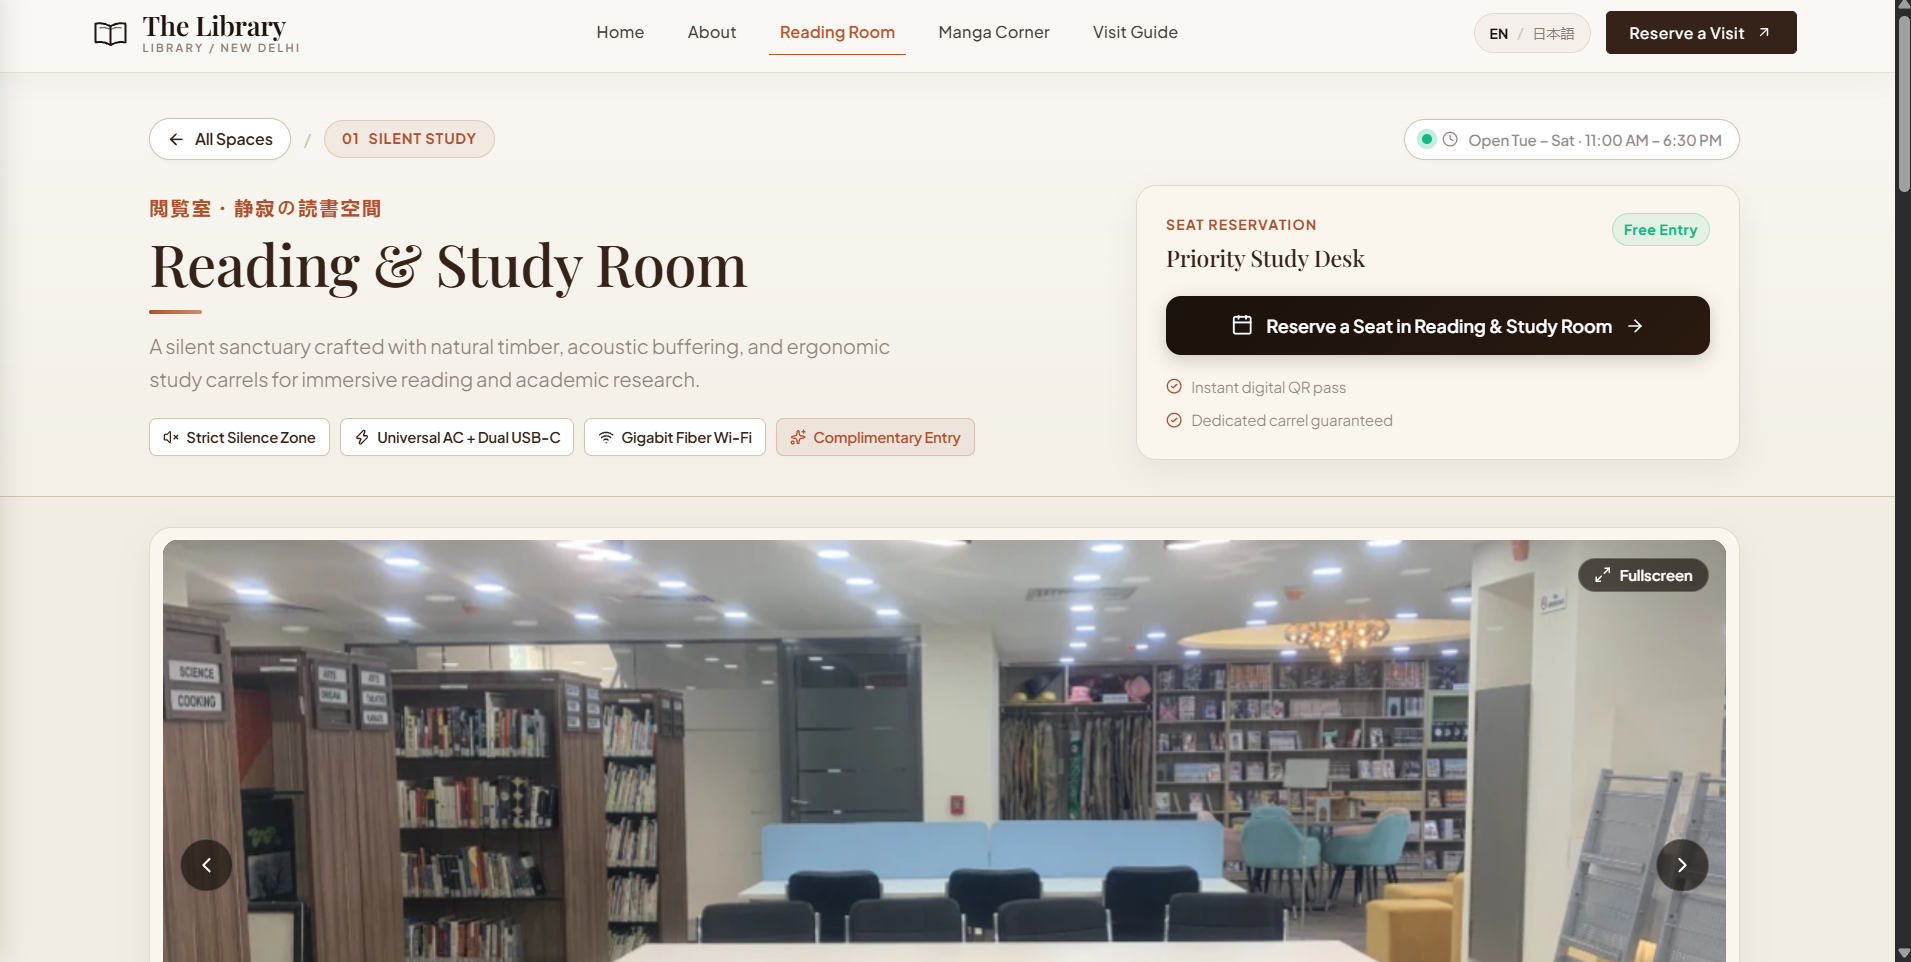 The Library
LIBRARY / NEW DELHI
Home
About
Reading Room
Manga Corner
Visit Guide
EN / 日本語
Reserve a Visit
All Spaces
/
01 SILENT STUDY
Open Tue – Sat · 11:00 AM – 6:30 PM
閲覧室・静寂の読書空間
Reading & Study Room
A silent sanctuary crafted with natural timber, acoustic buffering, and ergonomic
study carrels for immersive reading and academic research.
Strict Silence Zone
Universal AC + Dual USB-C
Gigabit Fiber Wi-Fi
Complimentary Entry
SEAT RESERVATION
Free Entry
Priority Study Desk
Reserve a Seat in Reading & Study Room
Instant digital QR pass
Dedicated carrel guaranteed
Fullscreen
SCIENCE
COOKING
ARTS
ARTS